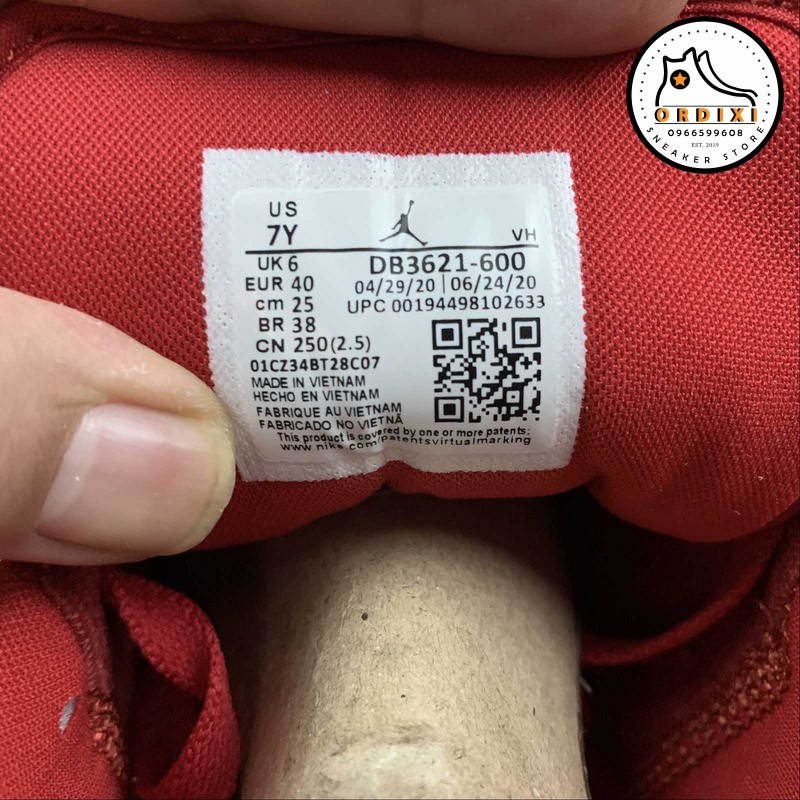 ORDIXI
0966599608
EST. 2019
SNEAKER STORE
US
7Y
VH
UK 6
DB3621-600
EUR 40
04/29/20 | 06/24/20
cm 25
UPC 00194498102633
BR 38
CN 250(2.5)
01CZ34BT28C07
MADE IN VIETNAM
HECHO EN VIETNAM
FABRIQUE AU VIETNAM
FABRICADO NO VIETNÃ
This product is covered by one or more patents;
www.nike.com/Patentsvirtualmarking